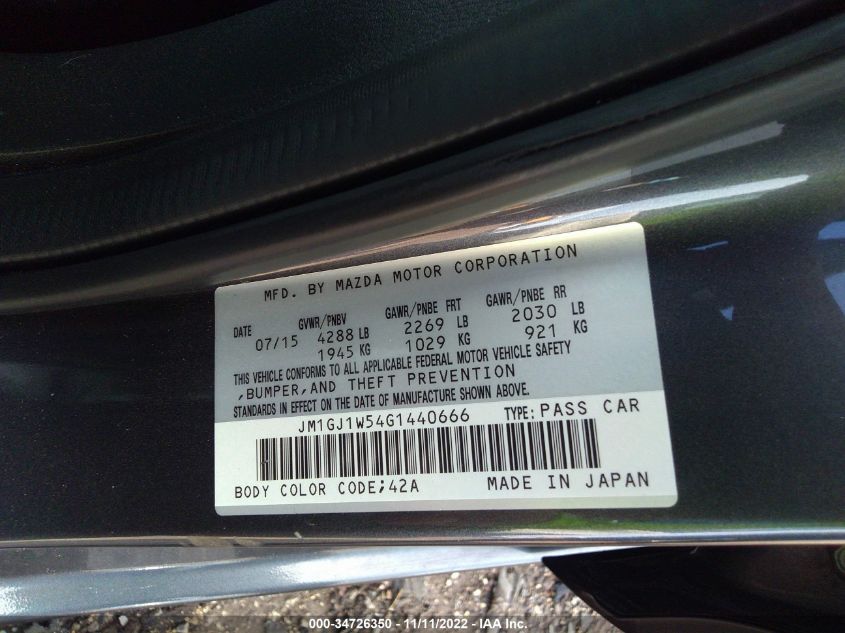 MFD. BY MAZDA MOTOR CORPORATION
DATE GVWR/PNBV GAWR/PNBE FRT GAWR/PNBE RR
07/15 4288 LB 2269 LB 2030 LB
1945 KG 1029 KG 921 KG
THIS VEHICLE CONFORMS TO ALL APPLICABLE FEDERAL MOTOR VEHICLE SAFETY
,BUMPER,AND THEFT PREVENTION
STANDARDS IN EFFECT ON THE DATE OF MANUFACTURE SHOWN ABOVE.
JM1GJ1W54G1440666 TYPE: PASS CAR
BODY COLOR CODE;42A MADE IN JAPAN
000-34726350 - 11/11/2022 - IAA Inc.